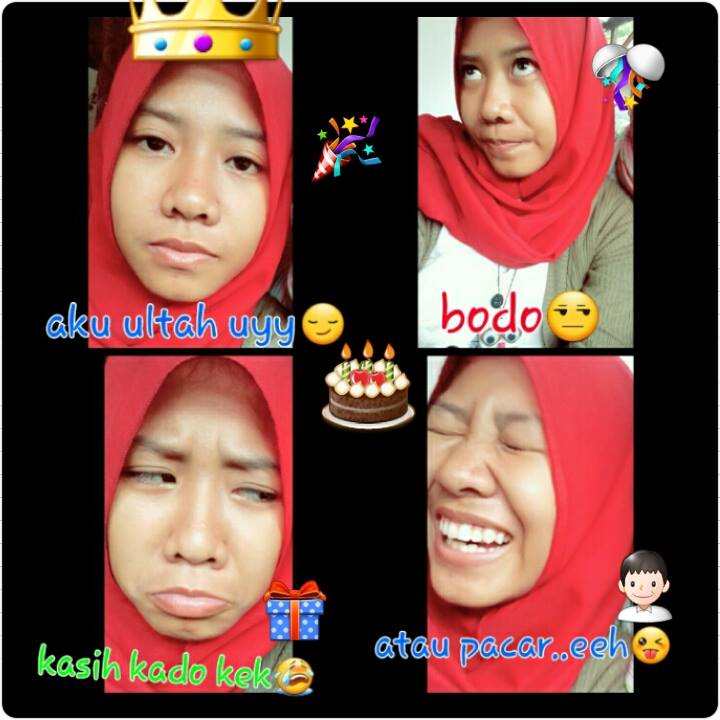 aku ultah uyy
bodo
kasih kado kek
atau pacar..eeh